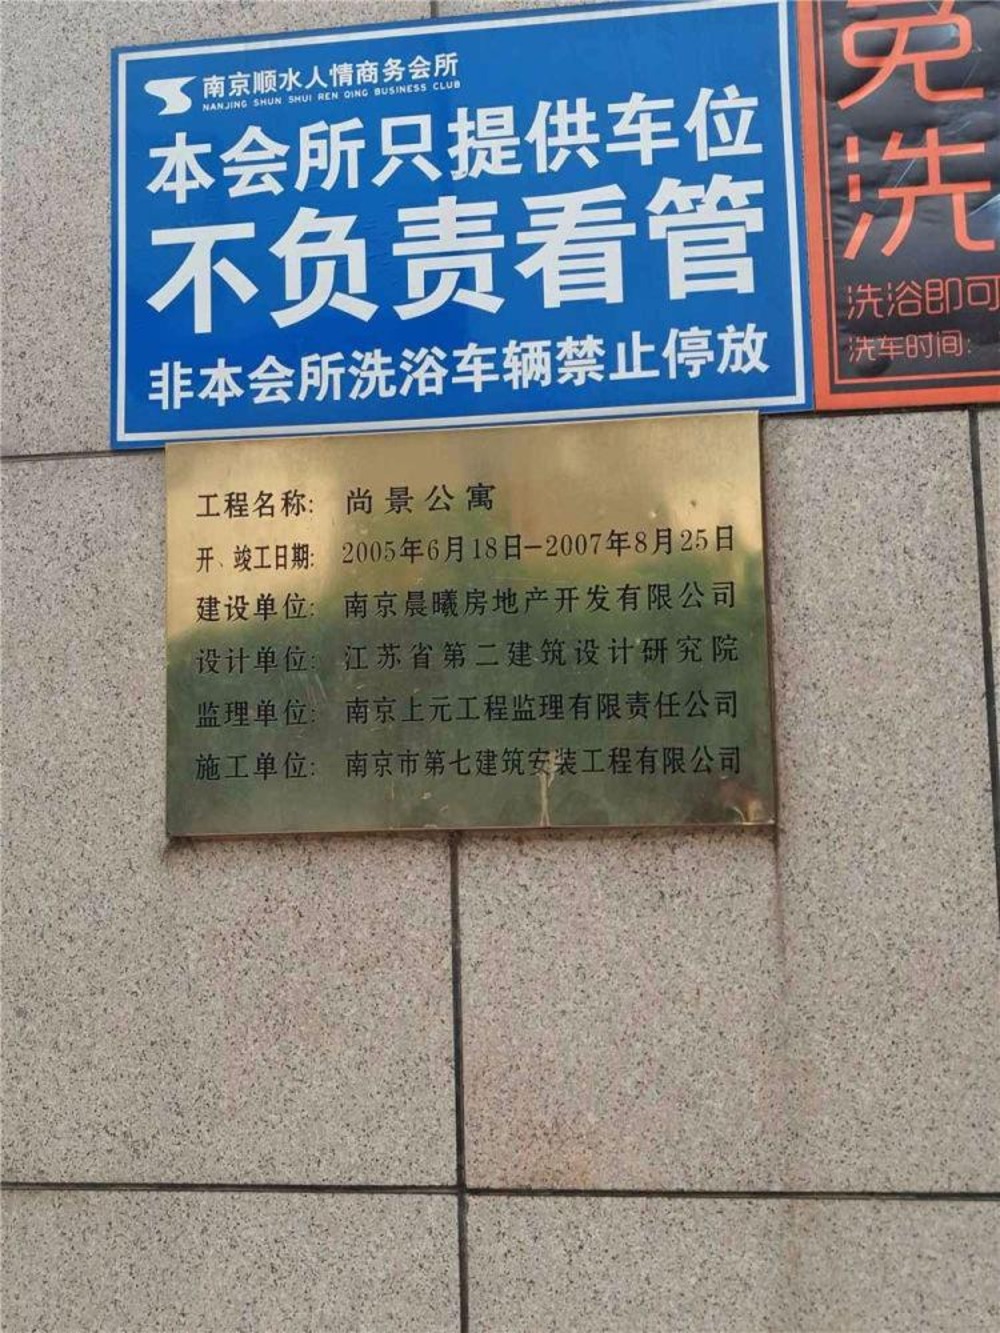 南京顺水人情商务会所
NANJING SHUN SHUI REN QING BUSINESS CLUB
本会所只提供车位
不负责看管
非本会所洗浴车辆禁止停放
免
洗
洗浴即可
洗车时间:
工程名称: 尚景公寓
开、竣工日期: 2005年6月18日-2007年8月25日
建设单位: 南京晨曦房地产开发有限公司
设计单位: 江苏省第二建筑设计研究院
监理单位: 南京上元工程监理有限责任公司
施工单位: 南京市第七建筑安装工程有限公司